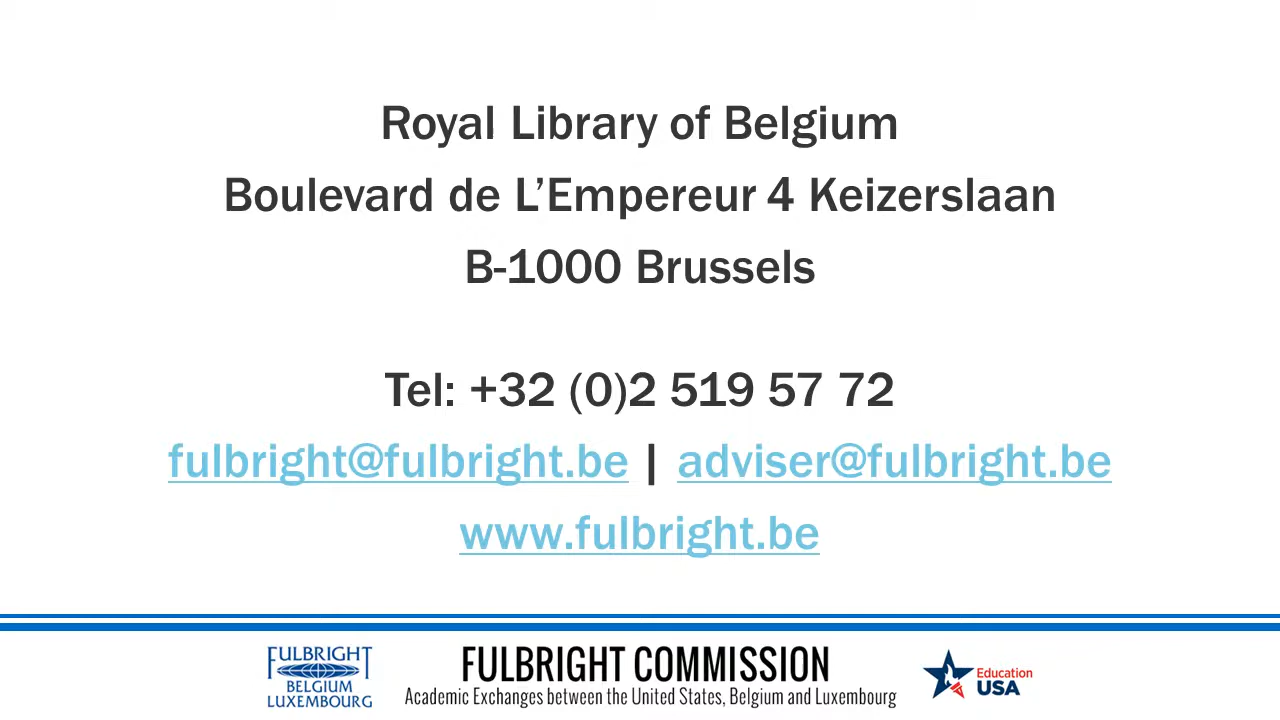 Royal Library of Belgium
Boulevard de L’Empereur 4 Keizerslaan
B-1000 Brussels
Tel: +32 (0)2 519 57 72
fulbright@fulbright.be | adviser@fulbright.be
www.fulbright.be
FULBRIGHT
BELGIUM
LUXEMBOURG
FULBRIGHT COMMISSION
Academic Exchanges between the United States, Belgium and Luxembourg
Education
USA